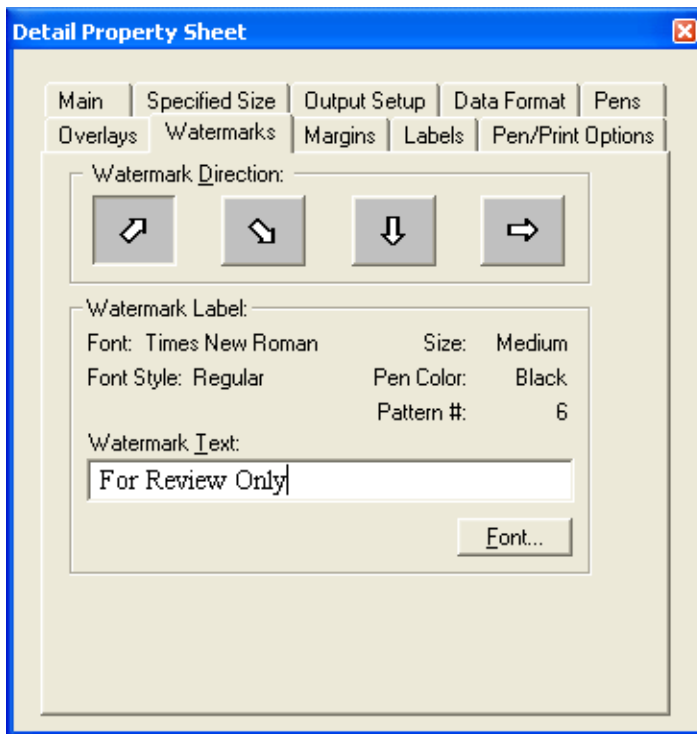 Detail Property Sheet
Main Specified Size Output Setup Data Format Pens
Overlays Watermarks Margins Labels Pen/Print Options
Watermark Direction:
Watermark Label:
Font: Times New Roman Size: Medium
Font Style: Regular Pen Color: Black
Pattern #: 6
Watermark Text:
For Review Only
Font...